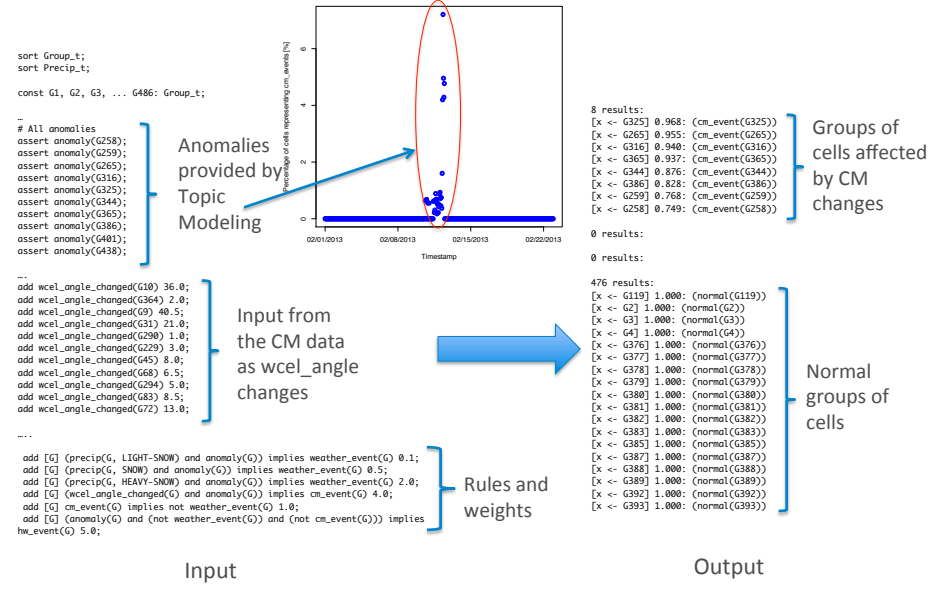 sort Group_t;
sort Precip_t;
const G1, G2, G3, ... G486: Group_t;
…
# All anomalies
assert anomaly(G258);
assert anomaly(G259);
assert anomaly(G265);
assert anomaly(G316);
assert anomaly(G325);
assert anomaly(G344);
assert anomaly(G365);
assert anomaly(G386);
assert anomaly(G401);
assert anomaly(G438);
….
add wcel_angle_changed(G10) 36.0;
add wcel_angle_changed(G364) 2.0;
add wcel_angle_changed(G9) 40.5;
add wcel_angle_changed(G31) 21.0;
add wcel_angle_changed(G290) 1.0;
add wcel_angle_changed(G229) 3.0;
add wcel_angle_changed(G45) 8.0;
add wcel_angle_changed(G68) 6.5;
add wcel_angle_changed(G294) 5.0;
add wcel_angle_changed(G83) 8.5;
add wcel_angle_changed(G72) 13.0;
…..
add [G] (precip(G, LIGHT-SNOW) and anomaly(G)) implies weather_event(G) 0.1;
add [G] (precip(G, SNOW) and anomaly(G)) implies weather_event(G) 0.5;
add [G] (precip(G, HEAVY-SNOW) and anomaly(G)) implies weather_event(G) 2.0;
add [G] (wcel_angle_changed(G) and anomaly(G)) implies cm_event(G) 4.0;
add [G] cm_event(G) implies not weather_event(G) 1.0;
add [G] (anomaly(G) and (not weather_event(G)) and (not cm_event(G))) implies
hw_event(G) 5.0;
Anomalies
provided by
Topic
Modeling
Input from
the CM data
as wcel_angle
changes
Rules and
weights
Input
Percentage of cells representing cm_events [%]
6
4
2
0
02/01/2013
02/08/2013
02/15/2013
02/22/2013
Timestamp
8 results:
[x <- G325] 0.968: (cm_event(G325))
[x <- G265] 0.955: (cm_event(G265))
[x <- G316] 0.940: (cm_event(G316))
[x <- G365] 0.937: (cm_event(G365))
[x <- G344] 0.876: (cm_event(G344))
[x <- G386] 0.828: (cm_event(G386))
[x <- G259] 0.768: (cm_event(G259))
[x <- G258] 0.749: (cm_event(G258))
0 results:
0 results:
476 results:
[x <- G119] 1.000: (normal(G119))
[x <- G2] 1.000: (normal(G2))
[x <- G3] 1.000: (normal(G3))
[x <- G4] 1.000: (normal(G4))
[x <- G376] 1.000: (normal(G376))
[x <- G377] 1.000: (normal(G377))
[x <- G378] 1.000: (normal(G378))
[x <- G379] 1.000: (normal(G379))
[x <- G380] 1.000: (normal(G380))
[x <- G381] 1.000: (normal(G381))
[x <- G382] 1.000: (normal(G382))
[x <- G383] 1.000: (normal(G383))
[x <- G385] 1.000: (normal(G385))
[x <- G387] 1.000: (normal(G387))
[x <- G388] 1.000: (normal(G388))
[x <- G389] 1.000: (normal(G389))
[x <- G392] 1.000: (normal(G392))
[x <- G393] 1.000: (normal(G393))
Groups of
cells affected
by CM
changes
Normal
groups of
cells
Output